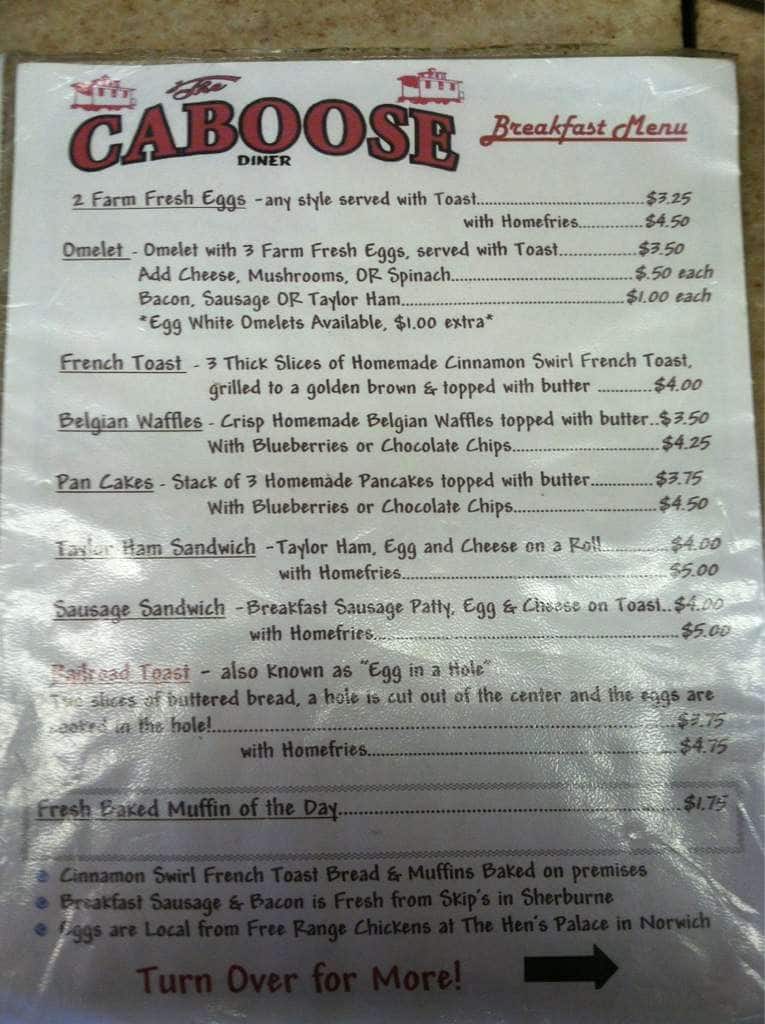 The
CABOOSE
DINER
Breakfast Menu
2 Farm Fresh Eggs - any style served with Toast..............................$3.25
with Homefries....................$4.50
Omelet - Omelet with 3 Farm Fresh Eggs, served with Toast..............$3.50
Add Cheese, Mushrooms, OR Spinach.................................$.50 each
Bacon, Sausage OR Taylor Ham..........................................$1.00 each
*Egg White Omelets Available, $1.00 extra*
French Toast - 3 Thick Slices of Homemade Cinnamon Swirl French Toast,
grilled to a golden brown & topped with butter ............$4.00
Belgian Waffles - Crisp Homemade Belgian Waffles topped with butter..$3.50
With Blueberries or Chocolate Chips...........................$4.25
Pan Cakes - Stack of 3 Homemade Pancakes topped with butter............$3.75
With Blueberries or Chocolate Chips...........................$4.50
Taylor Ham Sandwich - Taylor Ham, Egg and Cheese on a Roll............$4.00
with Homefries..................................................$5.00
Sausage Sandwich - Breakfast Sausage Patty, Egg & Cheese on Toast..$4.00
with Homefries.........................................................$5.00
Railroad Toast - also known as "Egg in a Hole"
Two slices of buttered bread, a hole is cut out of the center and the eggs are
cooked in the hole!...............................................................................$3.75
with Homefries.........................................................$4.75
Fresh Baked Muffin of the Day.............................................................$1.75
Cinnamon Swirl French Toast Bread & Muffins Baked on premises
Breakfast Sausage & Bacon is Fresh from Skip's in Sherburne
Eggs are Local from Free Range Chickens at The Hen's Palace in Norwich
Turn Over for More!